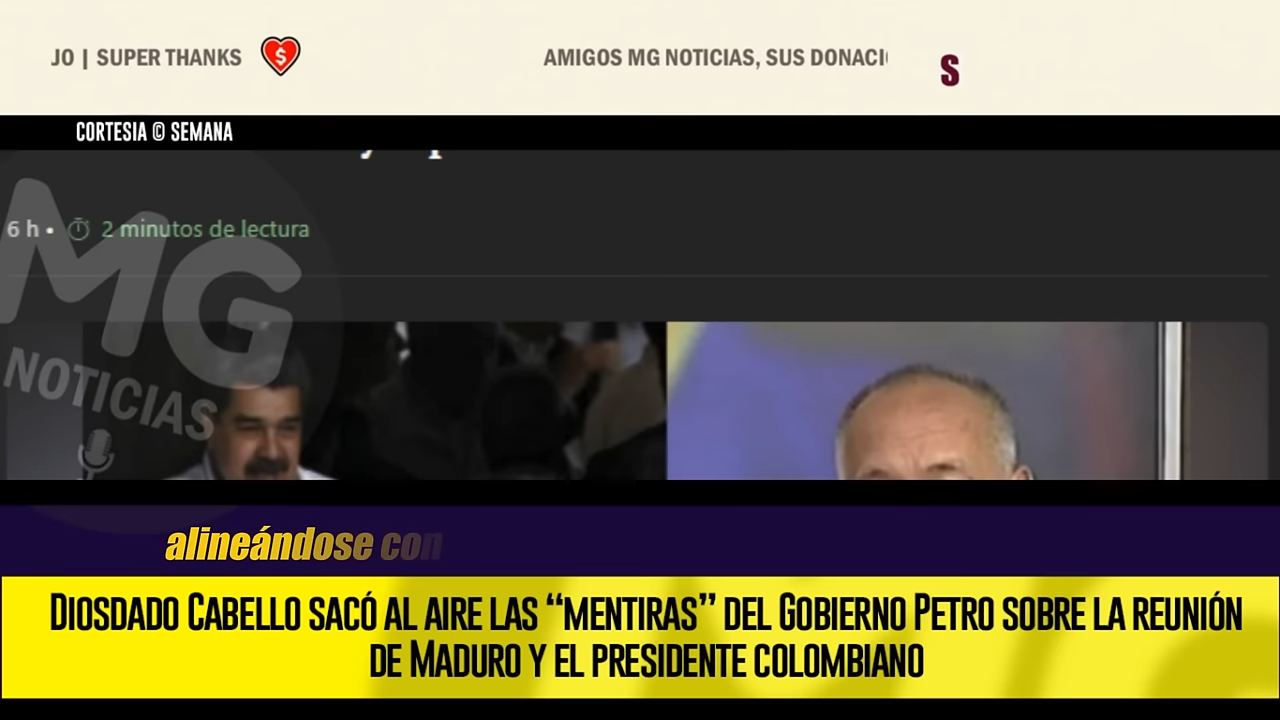 JO | SUPER THANKS
AMIGOS MG NOTICIAS, SUS
S
CORTESIA © SEMANA
6 h • 2 minutos de lectura
MG
NOTICIAS
alineándose con
DIOSDADO CABELLO SACÓ AL AIRE LAS “MENTIRAS” DEL GOBIERNO PETRO SOBRE LA REUNIÓN
DE MADURO Y EL PRESIDENTE COLOMBIANO